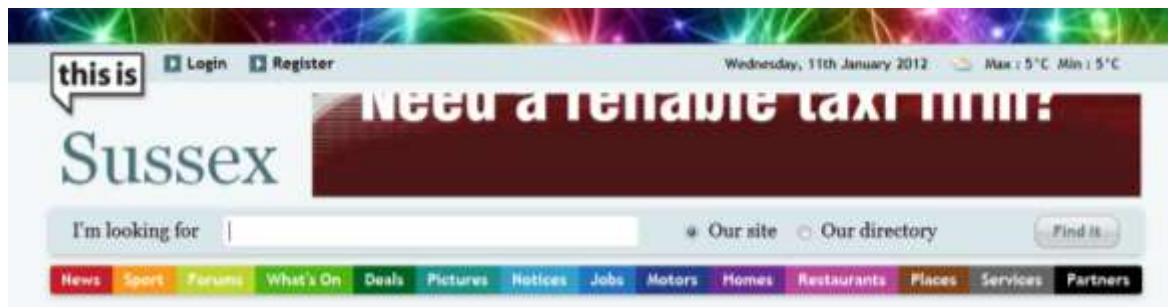 this is
Login Register Wednesday, 11th January 2012 Max : 5°C Min : 5°C
Need a reliable taxi firm?
Sussex
I'm looking for Our site Our directory Find It
News Sport Forums What's On Deals Pictures Notices Jobs Motors Homes Restaurants Places Services Partners